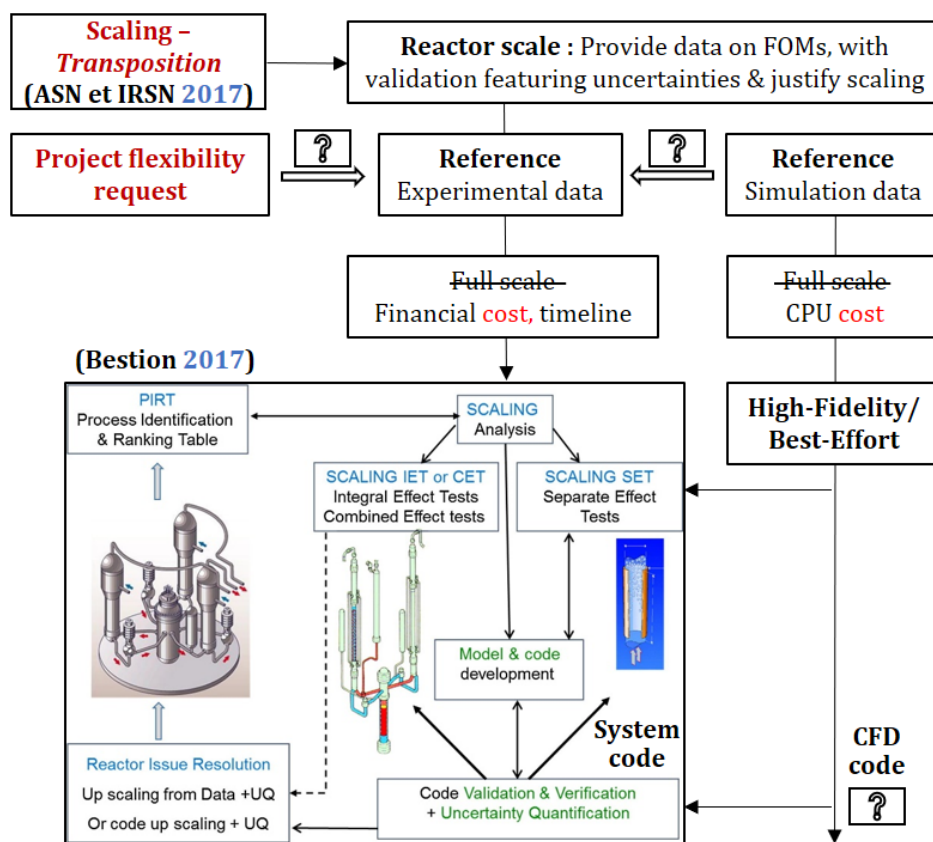 Scaling –
Transposition
(ASN et IRSN 2017)
Reactor scale : Provide data on FOMs, with
validation featuring uncertainties & justify scaling
Project flexibility
request
?
Reference
Experimental data
?
Reference
Simulation data
Full scale
Financial cost, timeline
Full scale
CPU cost
(Bestion 2017)
High-Fidelity/
Best-Effort
PIRT
Process Identification
& Ranking Table
SCALING
Analysis
SCALING IET or CET
Integral Effect Tests
Combined Effect tests
SCALING SET
Separate Effect
Tests
Model & code
development
System
code
CFD
code
?
Reactor Issue Resolution
Up scaling from Data +UQ
Or code up scaling + UQ
Code Validation & Verification
+ Uncertainty Quantification